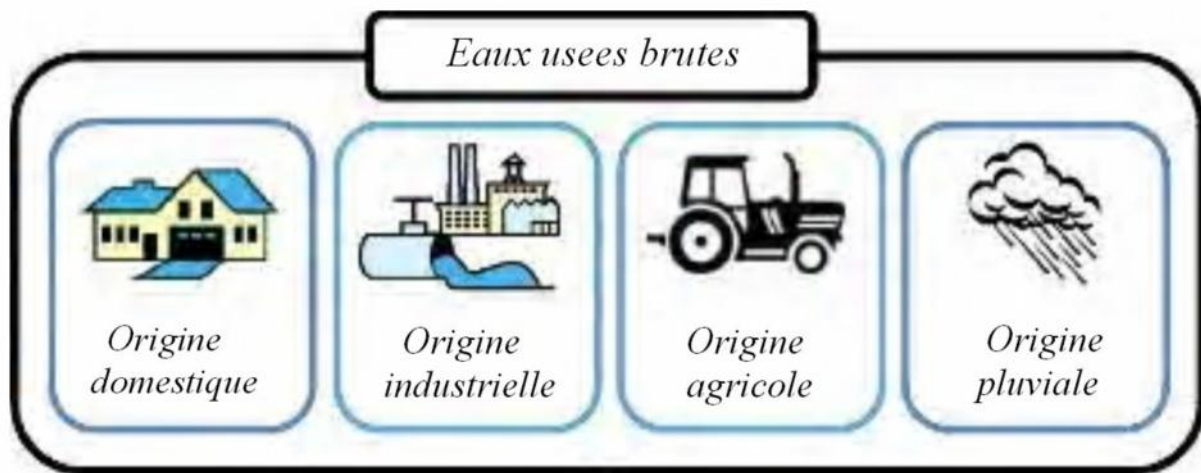 Eaux usees brutes
Origine
domestique
Origine
industrielle
Origine
agricole
Origine
pluviale